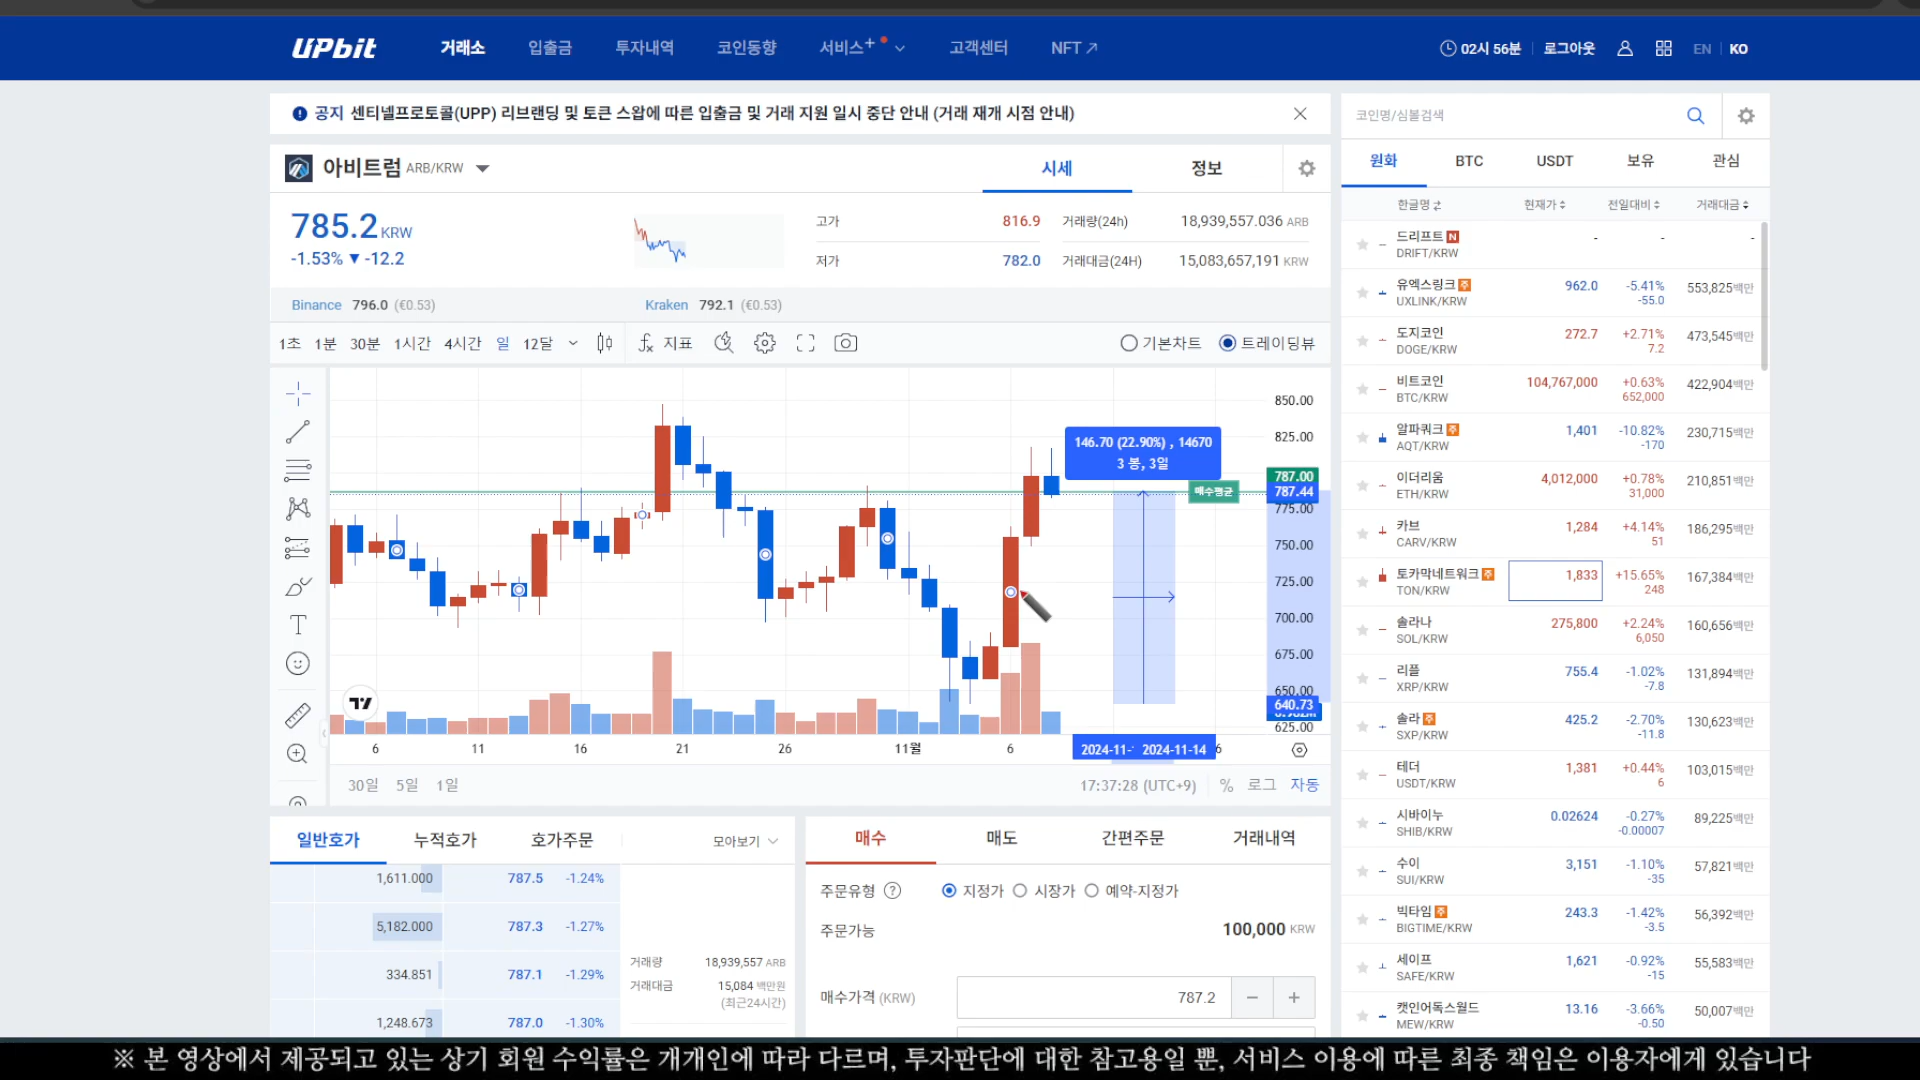 UPbit
거래소 입출금 투자내역 코인동향 서비스+ 고객센터 NFT 02시 56분 로그아웃 EN KO
공지 센티넬프로토콜(UPP) 리브랜딩 및 토큰 스왑에 따른 입출금 및 거래 지원 일시 중단 안내 (거래 재개 시점 안내)
아비트럼 ARB/KRW 시세 정보
785.2 KRW
-1.53% ▼ -12.2
고가 816.9 거래량(24h) 18,939,557.036 ARB
저가 782.0 거래대금(24H) 15,083,657,191 KRW
Binance 796.0 (€0.53) Kraken 792.1 (€0.53)
1초 1분 30분 1시간 4시간 일 12달 지표 기본차트 트레이딩뷰
850.00
825.00
146.70 (22.90%) , 14670
3 봉, 3일
787.00
매수평균 787.44
775.00
750.00
725.00
700.00
675.00
650.00
640.73
625.00
6 11 16 21 26 11월 6 2024-11- 2024-11-14 6
30일 5일 1일 17:37:28 (UTC+9) % 로그 자동
일반호가 누적호가 호가주문 모아보기
1,611.000 787.5 -1.24%
5,182.000 787.3 -1.27%
334.851 787.1 -1.29%
1,248.673 787.0 -1.30%
거래량 18,939,557 ARB
거래대금 15,084 백만원
(최근24시간)
매수 매도 간편주문 거래내역
주문유형 ? 지정가 시장가 예약-지정가
주문가능 100,000 KRW
매수가격 (KRW) 787.2 − +
코인명/심볼검색
원화 BTC USDT 보유 관심
한글명 현재가 전일대비 거래대금
드리프트 N - - -
DRIFT/KRW
유엑스링크 주 962.0 -5.41% 553,825백만
UXLINK/KRW -55.0
도지코인 272.7 +2.71% 473,545백만
DOGE/KRW 7.2
비트코인 104,767,000 +0.63% 422,904백만
BTC/KRW 652,000
알파쿼크 주 1,401 -10.82% 230,715백만
AQT/KRW -170
이더리움 4,012,000 +0.78% 210,851백만
ETH/KRW 31,000
카브 1,284 +4.14% 186,295백만
CARV/KRW 51
토카막네트워크 주 1,833 +15.65% 167,384백만
TON/KRW 248
솔라나 275,800 +2.24% 160,656백만
SOL/KRW 6,050
리플 755.4 -1.02% 131,894백만
XRP/KRW -7.8
솔라 주 425.2 -2.70% 130,623백만
SXP/KRW -11.8
테더 1,381 +0.44% 103,015백만
USDT/KRW 6
시바이누 0.02624 -0.27% 89,225백만
SHIB/KRW -0.00007
수이 3,151 -1.10% 57,821백만
SUI/KRW -35
빅타임 주 243.3 -1.42% 56,392백만
BIGTIME/KRW -3.5
세이프 1,621 -0.92% 55,583백만
SAFE/KRW -15
캣인어독스월드 13.16 -3.66% 50,007백만
MEW/KRW -0.50
※ 본 영상에서 제공되고 있는 상기 회원 수익률은 개개인에 따라 다르며, 투자판단에 대한 참고용일 뿐, 서비스 이용에 따른 최종 책임은 이용자에게 있습니다